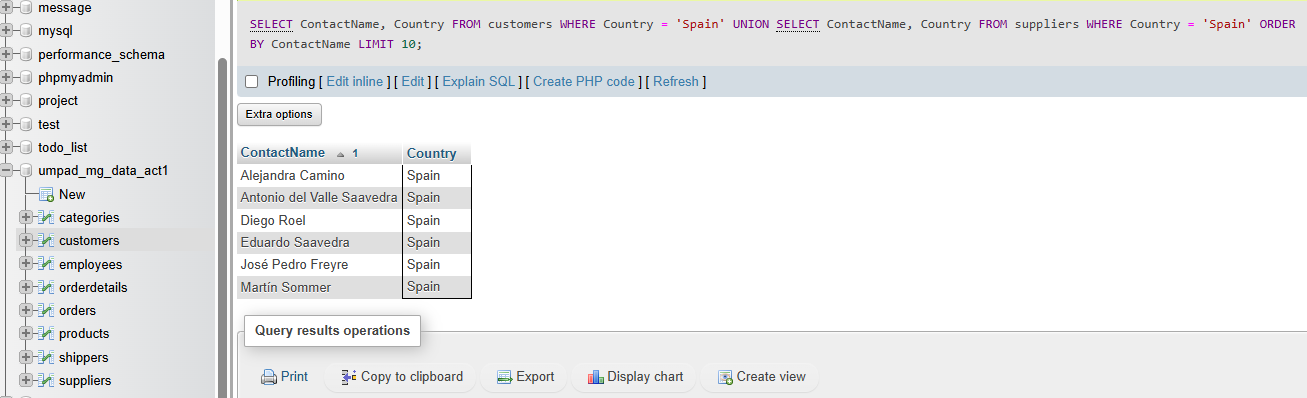 message
mysql
performance_schema
phpmyadmin
project
test
todo_list
umpad_mg_data_act1
New
categories
customers
employees
orderdetails
orders
products
shippers
suppliers
SELECT ContactName, Country FROM customers WHERE Country = 'Spain' UNION SELECT ContactName, Country FROM suppliers WHERE Country = 'Spain' ORDER
BY ContactName LIMIT 10;
Profiling [ Edit inline ] [ Edit ] [ Explain SQL ] [ Create PHP code ] [ Refresh ]
Extra options
ContactName 1 Country
Alejandra Camino Spain
Antonio del Valle Saavedra Spain
Diego Roel Spain
Eduardo Saavedra Spain
José Pedro Freyre Spain
Martín Sommer Spain
Query results operations
Print Copy to clipboard Export Display chart Create view